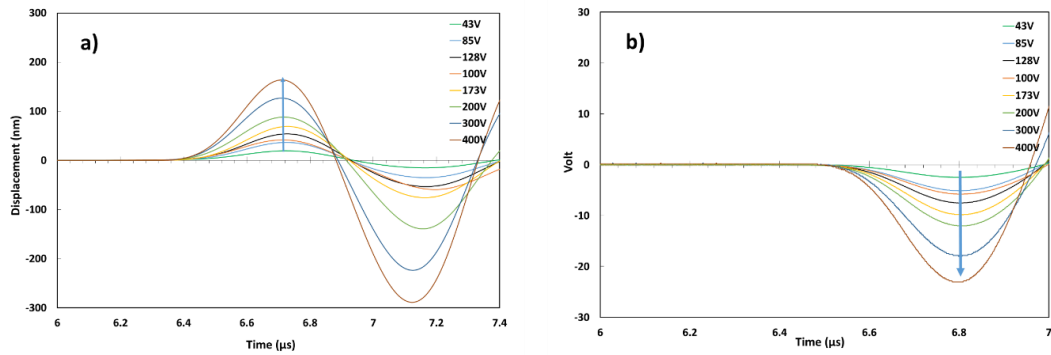 a)
300
200
100
0
-100
-200
-300
Displacement (nm)
6
6.2
6.4
6.6
6.8
7
7.2
7.4
Time (µs)
43V
85V
128V
100V
173V
200V
300V
400V
b)
30
20
10
0
-10
-20
-30
Volt
6
6.2
6.4
6.6
6.8
7
Time (µs)
43V
85V
128V
100V
173V
200V
300V
400V